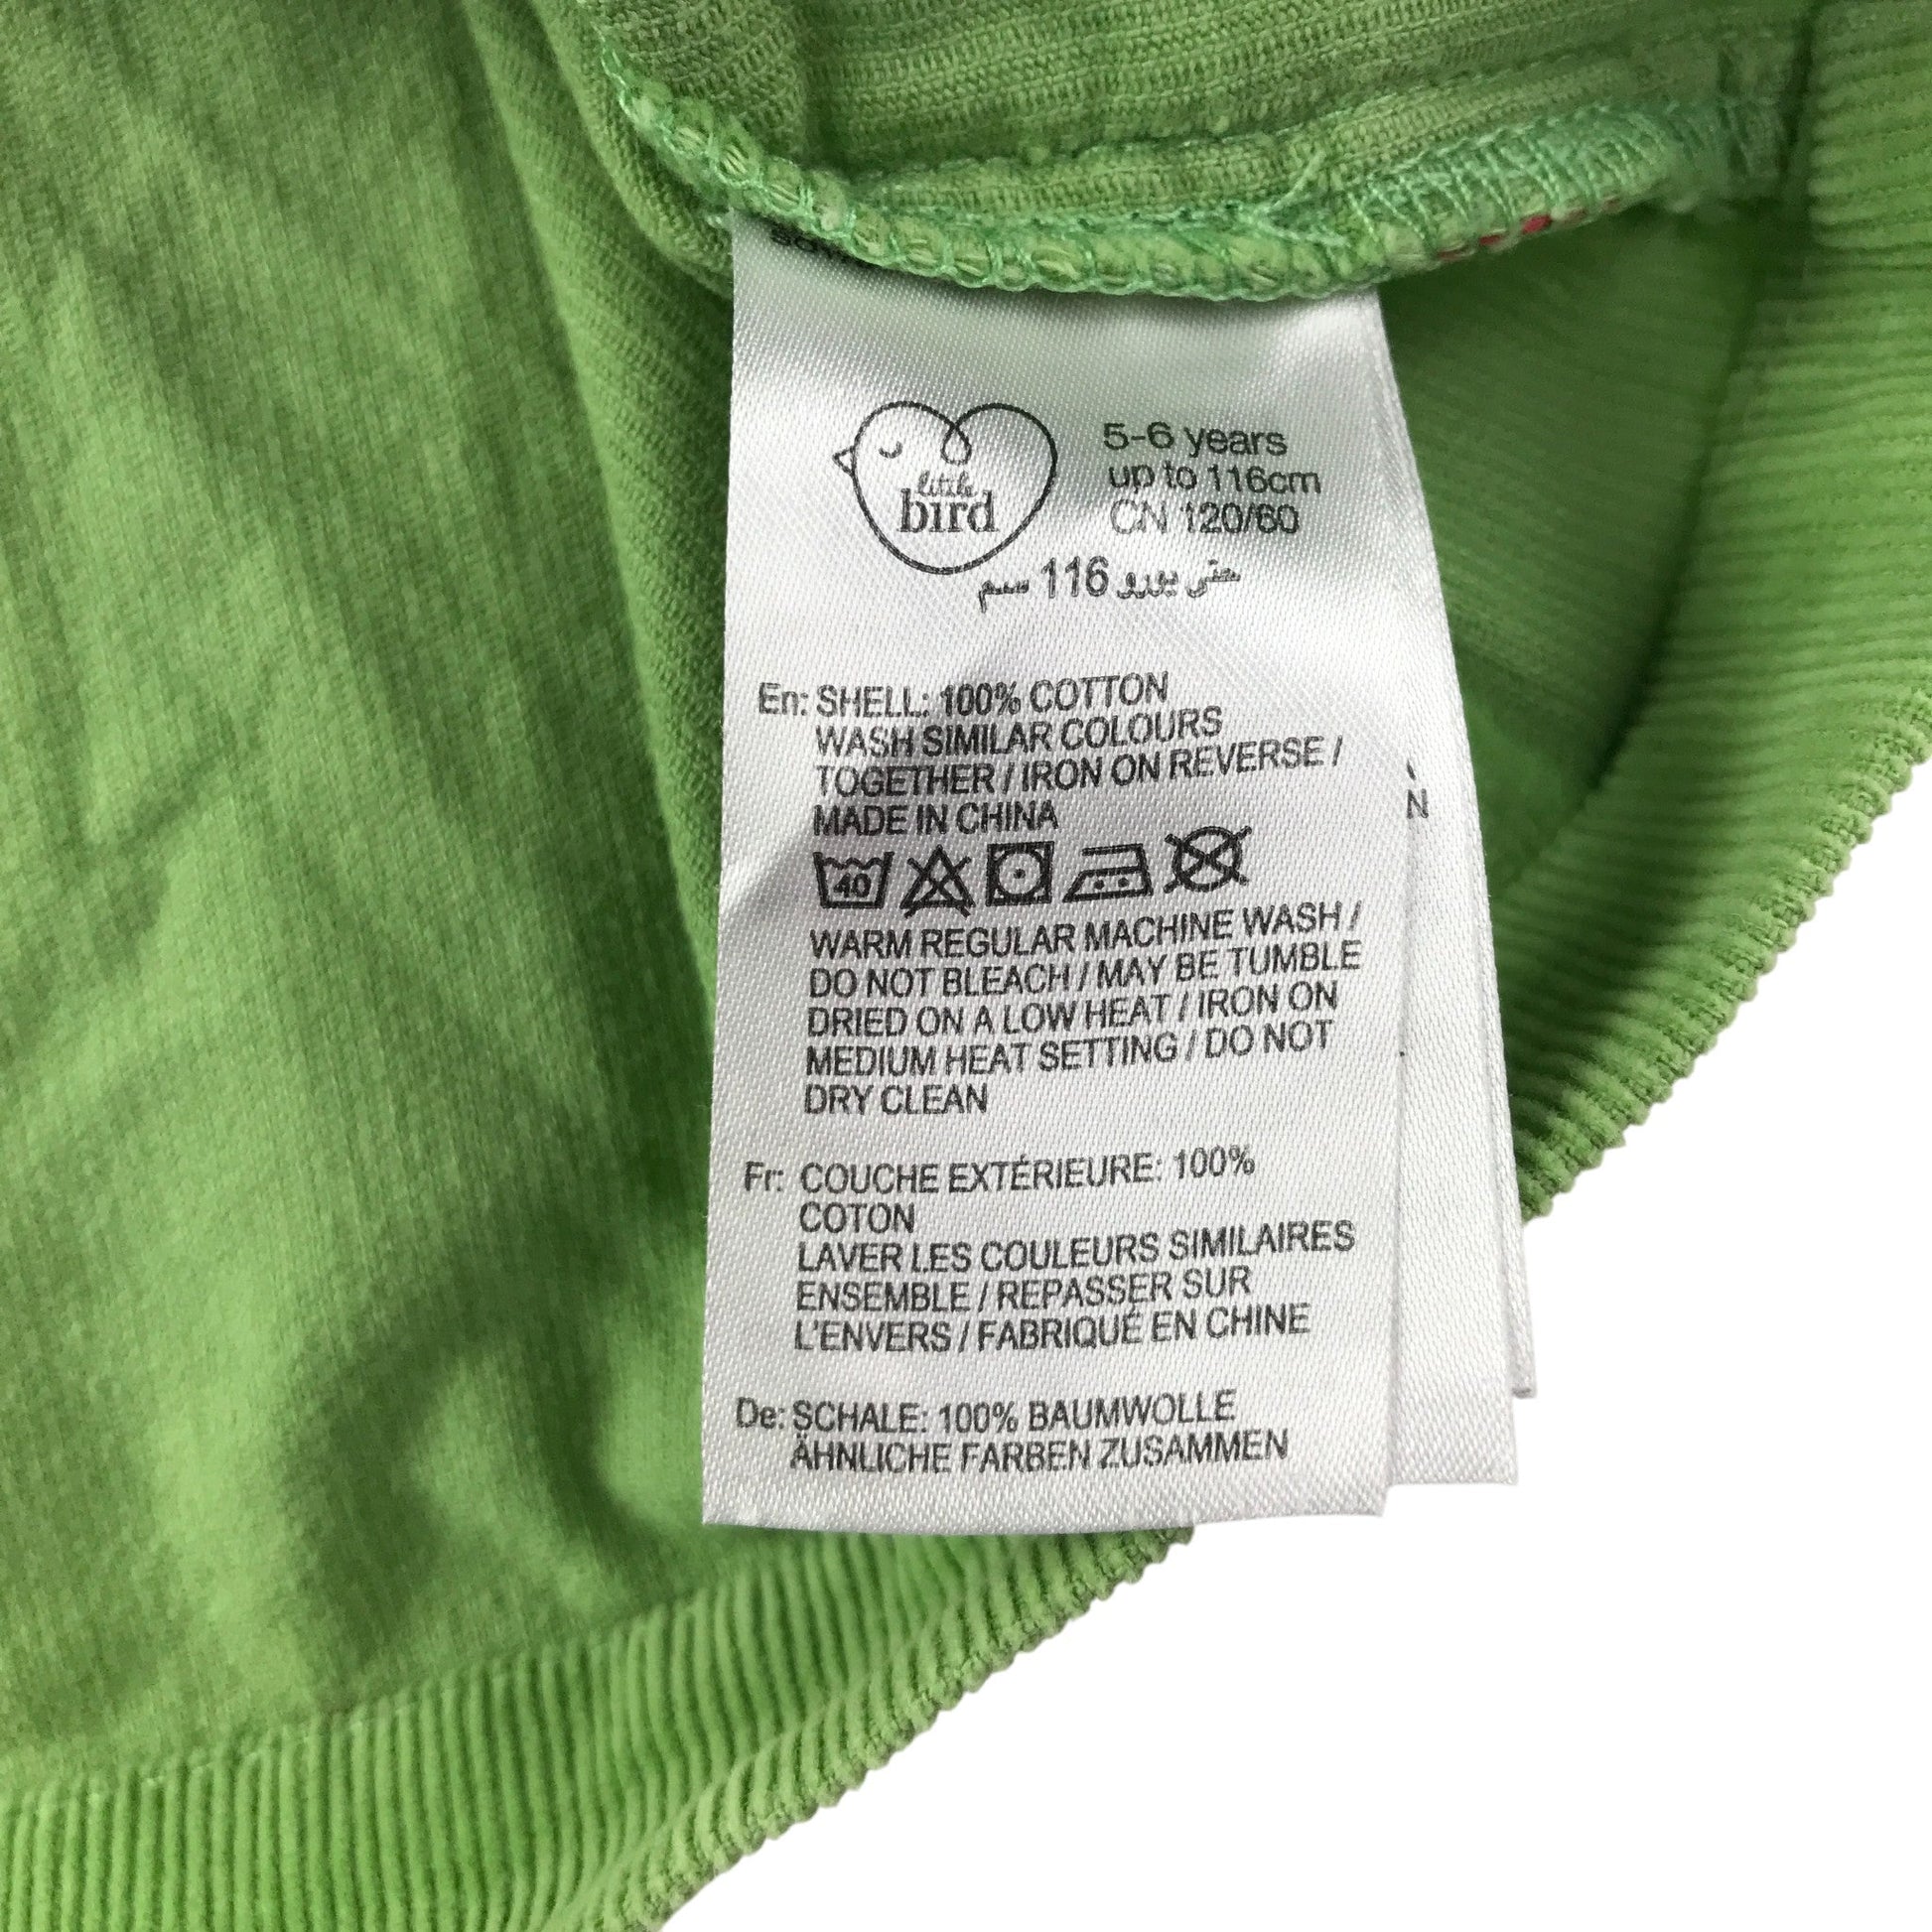 little
bird
5-6 years
up to 116cm
CN 120/60
حتى يورو 116 سم
En: SHELL: 100% COTTON
WASH SIMILAR COLOURS
TOGETHER / IRON ON REVERSE /
MADE IN CHINA
40
WARM REGULAR MACHINE WASH /
DO NOT BLEACH / MAY BE TUMBLE
DRIED ON A LOW HEAT / IRON ON
MEDIUM HEAT SETTING / DO NOT
DRY CLEAN
Fr: COUCHE EXTÉRIEURE: 100%
COTON
LAVER LES COULEURS SIMILAIRES
ENSEMBLE / REPASSER SUR
L'ENVERS / FABRIQUÉ EN CHINE
De: SCHALE: 100% BAUMWOLLE
ÄHNLICHE FARBEN ZUSAMMEN
N